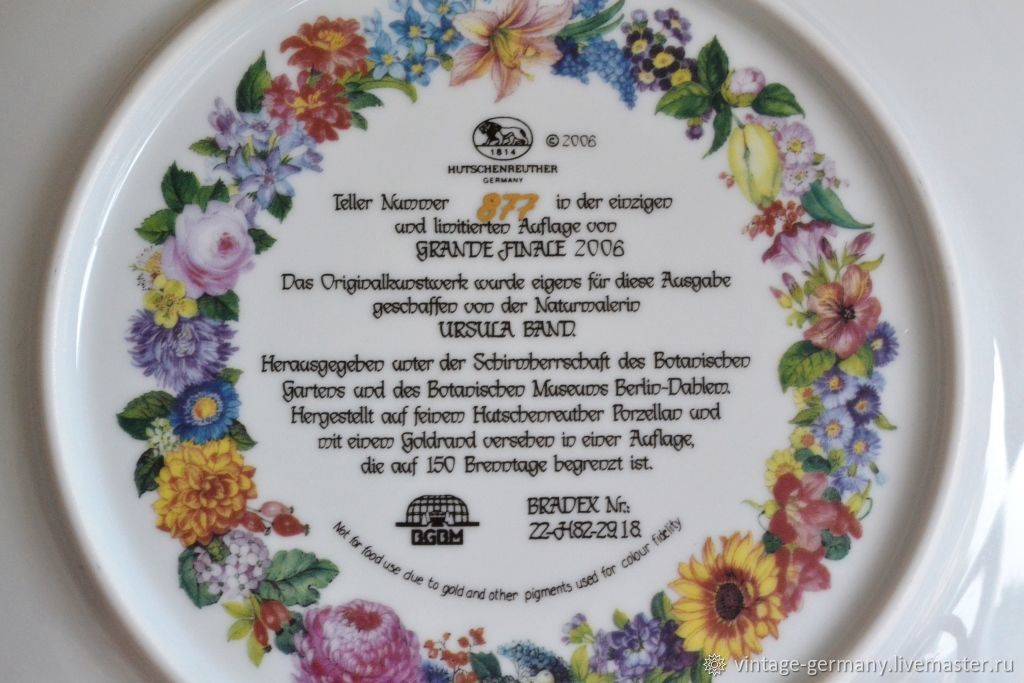 © 2006
1814
HUTSCHENREUTHER
GERMANY
Teller Nummer 877 in der einzigen
und limitierten Auflage von
GRANDE FINALE 2006
Das Originalkunstwerk wurde eigens für diese Ausgabe
geschaffen von der Naturmalerin
URSULA BAND.
Herausgegeben unter der Schirmherrschaft des Botanischen
Gartens und des Botanischen Museums Berlin-Dahlem.
Hergestellt auf feinem Hutschenreuther Porzellan und
mit einem Goldrand versehen in einer Auflage,
die auf 150 Brenntage begrenzt ist.
BGBM
BRADEX Nr.:
22-H82-29.1 8
Not for food use due to gold and other pigments used for colour fidelity
vintage-germany.livemaster.ru